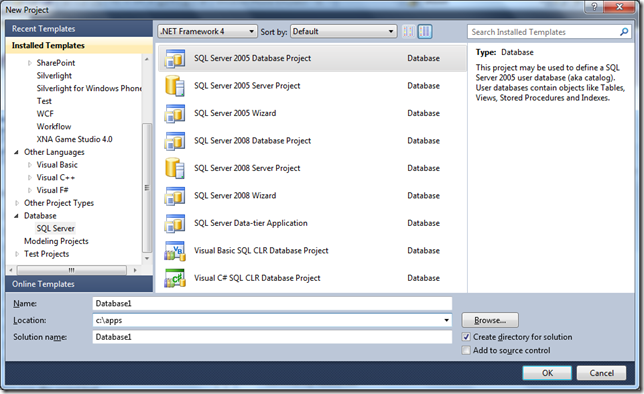 New Project
Recent Templates
Installed Templates
SharePoint
Silverlight
Silverlight for Windows Phone
Test
WCF
Workflow
XNA Game Studio 4.0
Other Languages
Visual Basic
Visual C++
Visual F#
Other Project Types
Database
SQL Server
Modeling Projects
Test Projects
Online Templates
.NET Framework 4 Sort by: Default
SQL Server 2005 Database Project Database
SQL Server 2005 Server Project Database
SQL Server 2005 Wizard Database
SQL Server 2008 Database Project Database
SQL Server 2008 Server Project Database
SQL Server 2008 Wizard Database
SQL Server Data-tier Application Database
Visual Basic SQL CLR Database Project Database
Visual C# SQL CLR Database Project Database
Search Installed Templates
Type: Database
This project may be used to define a SQL
Server 2005 user database (aka catalog).
User databases contain objects like Tables,
Views, Stored Procedures and Indexes.
Name: Database1
Location: c:\apps
Browse...
Solution name: Database1
Create directory for solution
Add to source control
OK Cancel